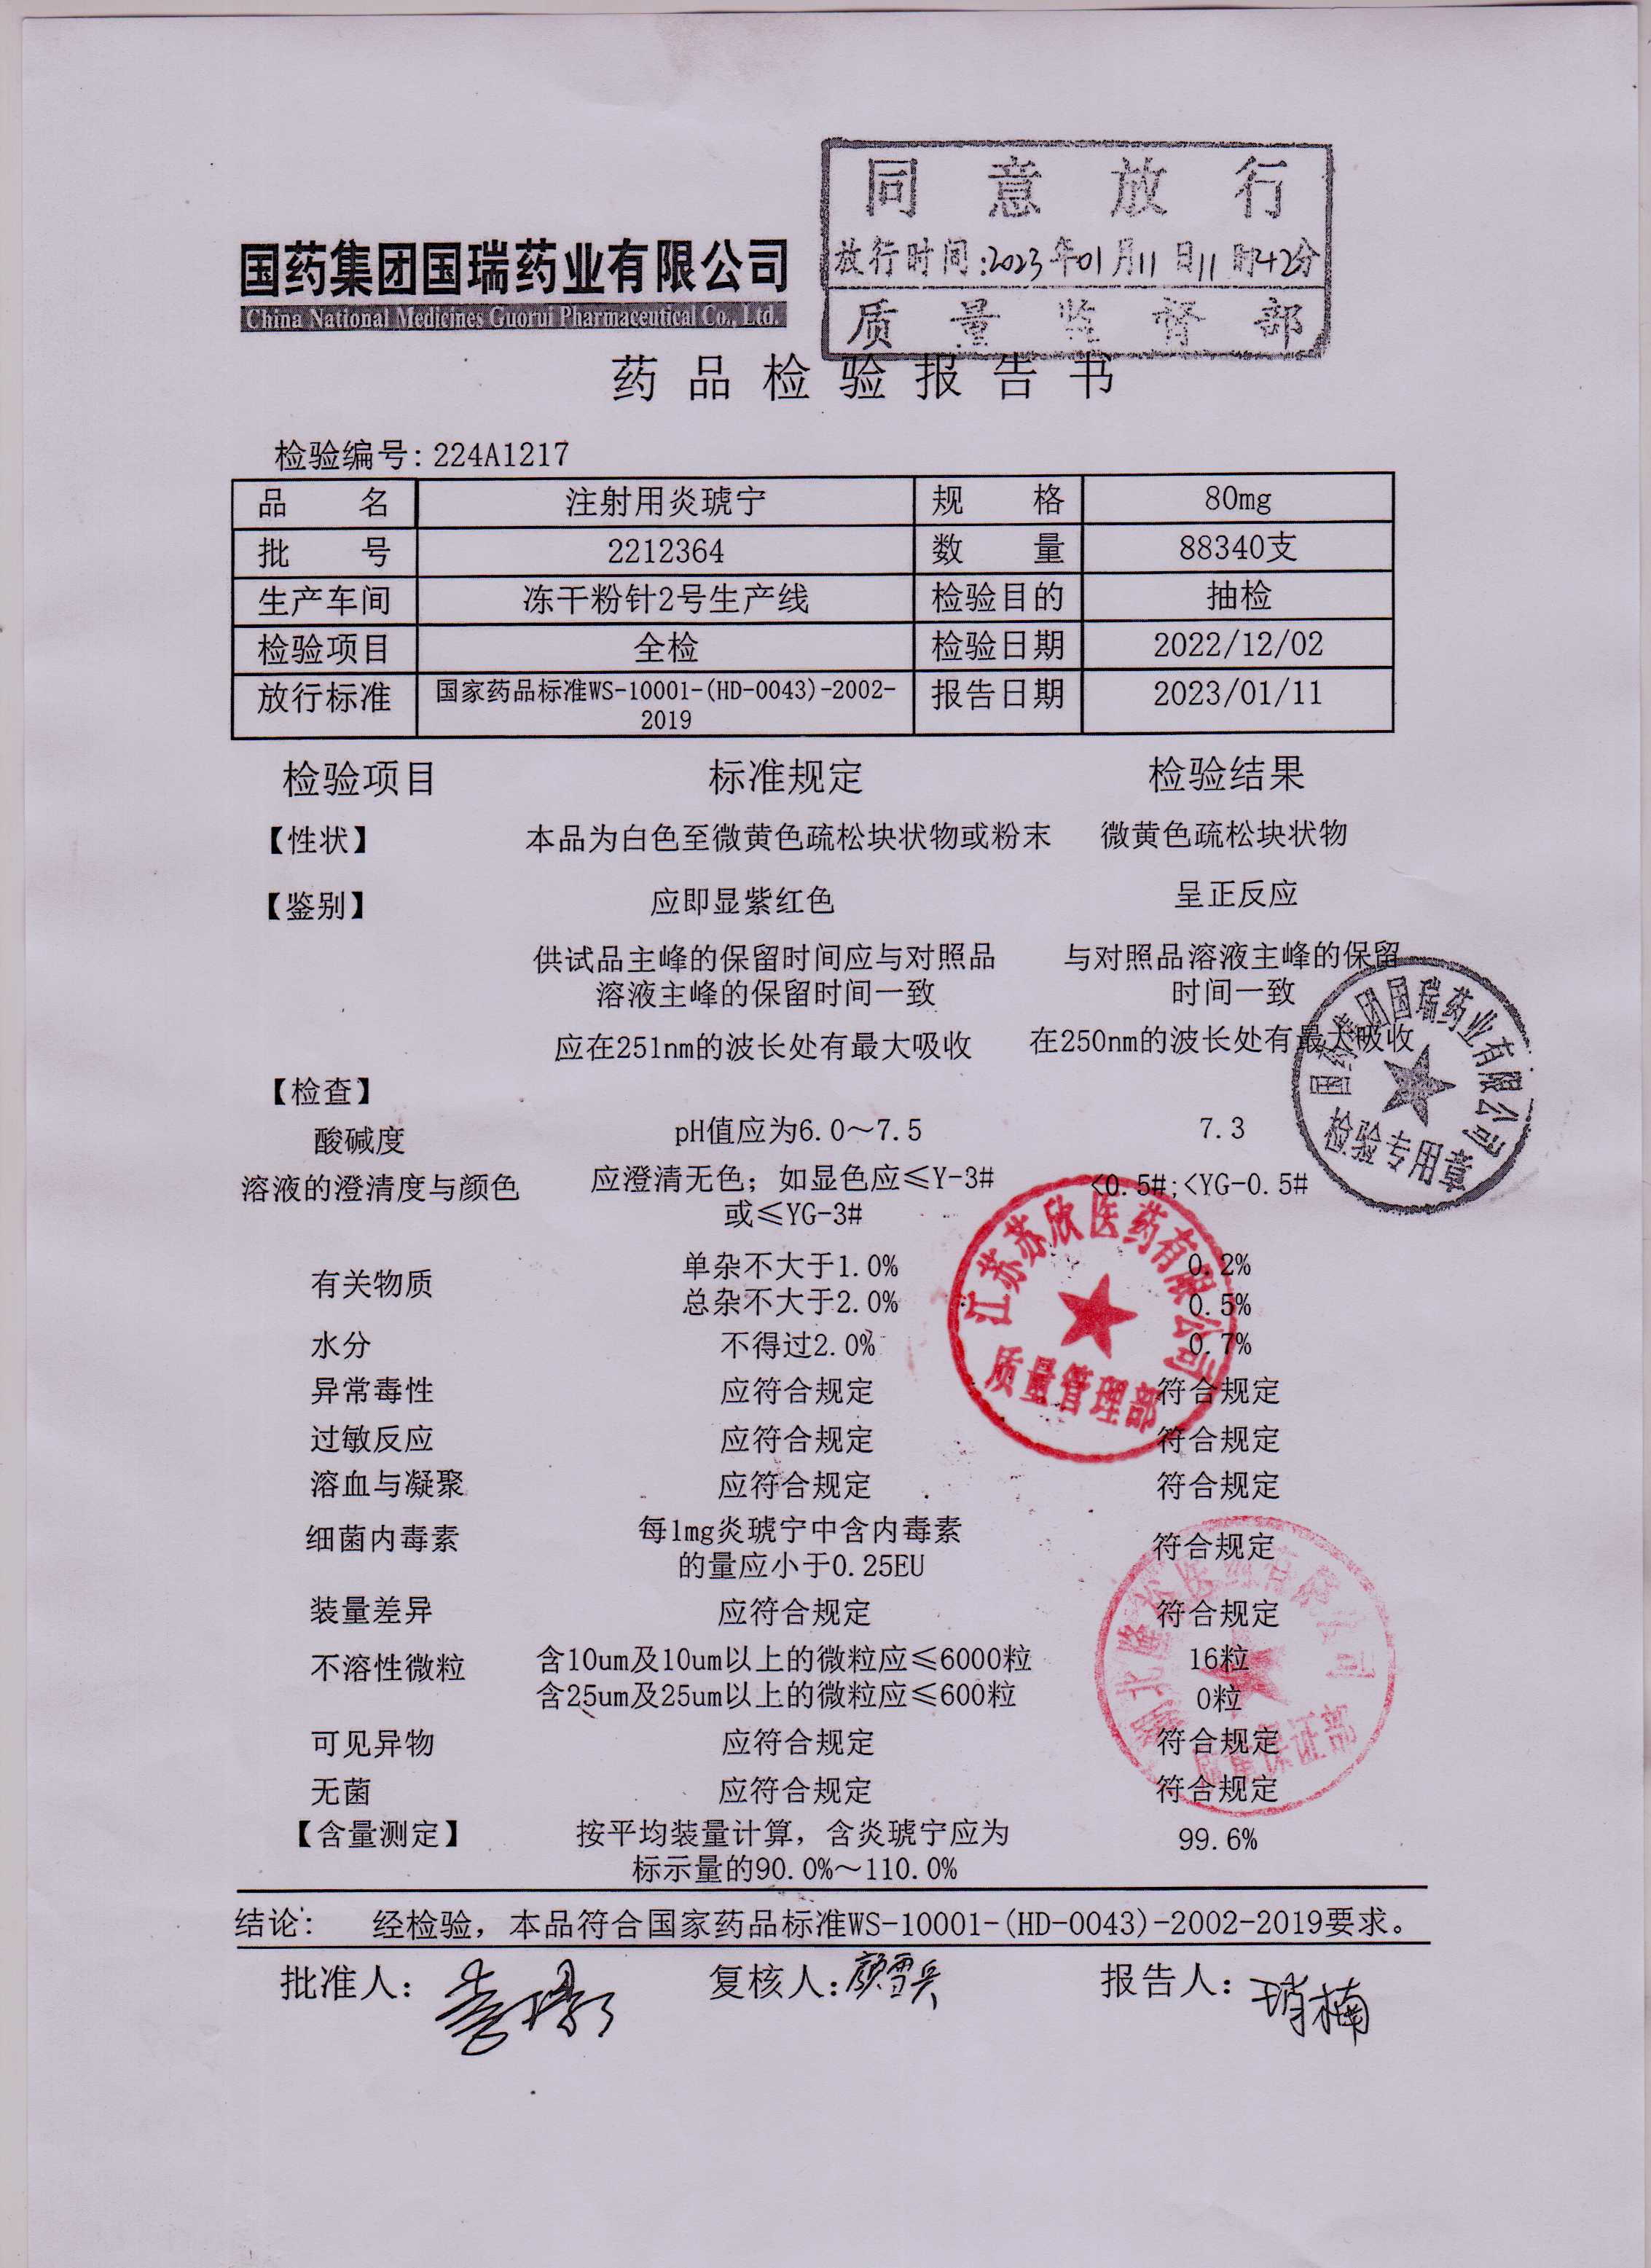 同意放行
放行时间:2023年01月11日11时42分
质量监督部
国药集团国瑞药业有限公司
China National Medicines Guorui Pharmaceutical Co., Ltd.
药品检验报告书
检验编号: 224A1217
品名 注射用炎琥宁 规格 80mg
批号 2212364 数量 88340支
生产车间 冻干粉针2号生产线 检验目的 抽检
检验项目 全检 检验日期 2022/12/02
放行标准 国家药品标准WS-10001-(HD-0043)-2002- 报告日期 2023/01/11
2019
检验项目 标准规定 检验结果
【性状】 本品为白色至微黄色疏松块状物或粉末 微黄色疏松块状物
【鉴别】 应即显紫红色 呈正反应
供试品主峰的保留时间应与对照品 与对照品溶液主峰的保留
溶液主峰的保留时间一致 时间一致
应在251nm的波长处有最大吸收 在250nm的波长处有最大吸收
国药集团国瑞药业有限公司
检验专用章
【检查】
酸碱度 pH值应为6.0～7.5 7.3
溶液的澄清度与颜色 应澄清无色；如显色应≤Y-3# <0.5#;<YG-0.5#
或≤YG-3#
江苏苏欣医药有限公司
质量管理部
有关物质 单杂不大于1.0% 0.2%
总杂不大于2.0% 0.5%
水分 不得过2.0% 0.7%
异常毒性 应符合规定 符合规定
过敏反应 应符合规定 符合规定
溶血与凝聚 应符合规定 符合规定
细菌内毒素 每1mg炎琥宁中含内毒素 符合规定
的量应小于0.25EU
装量差异 应符合规定 符合规定
不溶性微粒 含10um及10um以上的微粒应≤6000粒 16粒
含25um及25um以上的微粒应≤600粒 0粒
质量保证部
可见异物 应符合规定 符合规定
无菌 应符合规定 符合规定
【含量测定】 按平均装量计算，含炎琥宁应为 99.6%
标示量的90.0%～110.0%
结论: 经检验，本品符合国家药品标准WS-10001-(HD-0043)-2002-2019要求。
批准人: 复核人:颜雪兵 报告人: